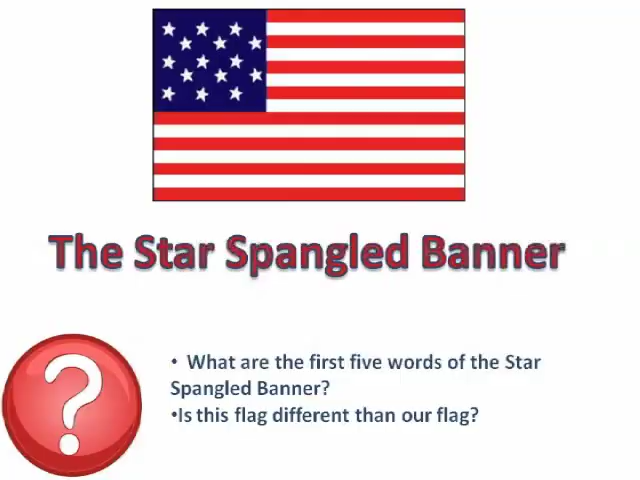 The Star Spangled Banner
• What are the first five words of the Star
Spangled Banner?
•Is this flag different than our flag?